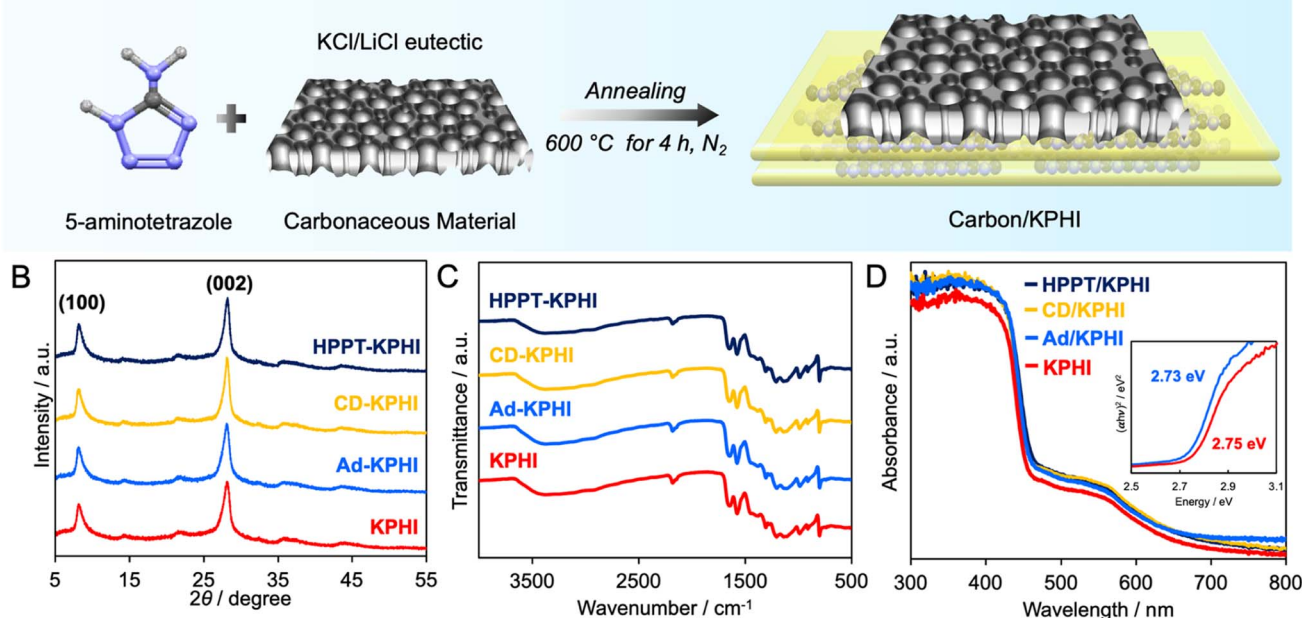 KCl/LiCl eutectic
Annealing
600 °C for 4 h, N₂
5-aminotetrazole
Carbonaceous Material
Carbon/KPHI
B
(100)
(002)
HPPT-KPHI
CD-KPHI
Ad-KPHI
KPHI
Intensity / a.u.
5 15 25 35 45 55
2θ / degree
C
HPPT-KPHI
CD-KPHI
Ad-KPHI
KPHI
Transmittance / a.u.
3500 2500 1500 500
Wavenumber / cm⁻¹
D
HPPT/KPHI
CD/KPHI
Ad/KPHI
KPHI
Absorbance / a.u.
2.73 eV
2.75 eV
(αhν)² / eV²
2.5 2.7 2.9 3.1
Energy / eV
300 400 500 600 700 800
Wavelength / nm